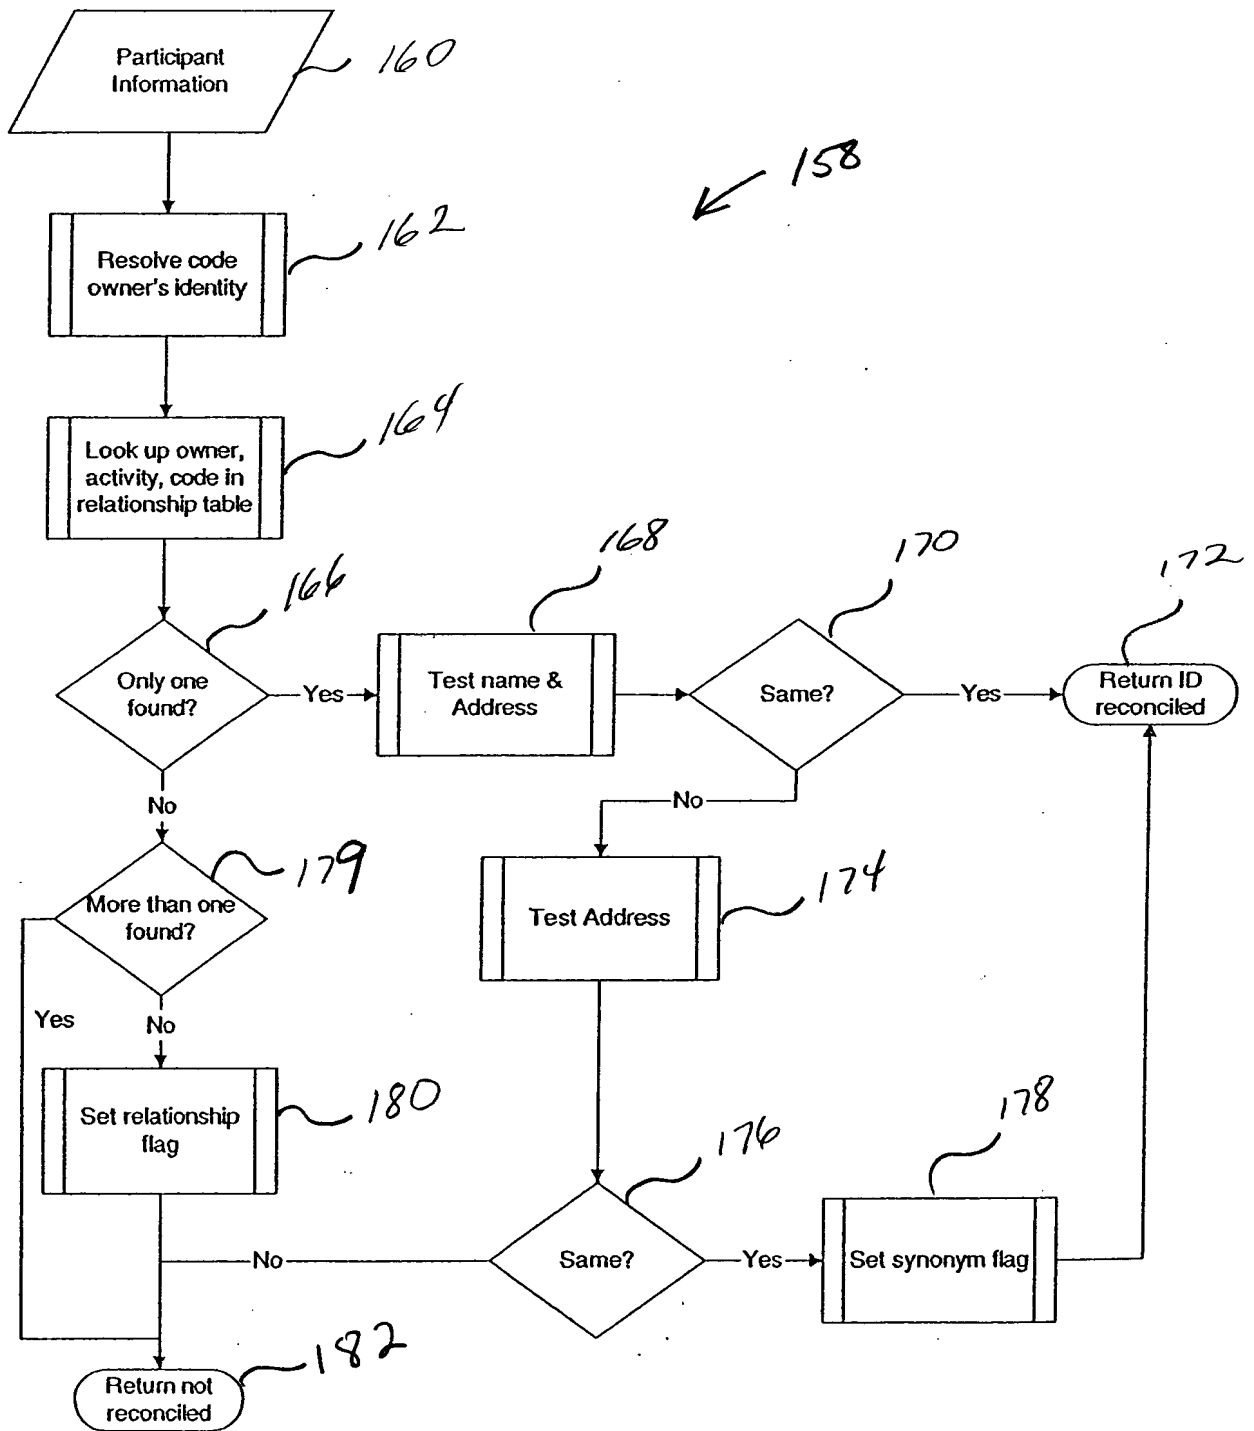 Participant
Information
160
158
Resolve code
owner's identity
162
Look up owner,
activity, code in
relationship table
164
Only one
found?
166
Yes
Test name &
Address
168
Same?
170
Yes
Return ID
reconciled
172
No
No
More than one
found?
179
Test Address
174
Yes
No
Set relationship
flag
180
Same?
176
No
Yes
Set synonym flag
178
Return not
reconciled
182